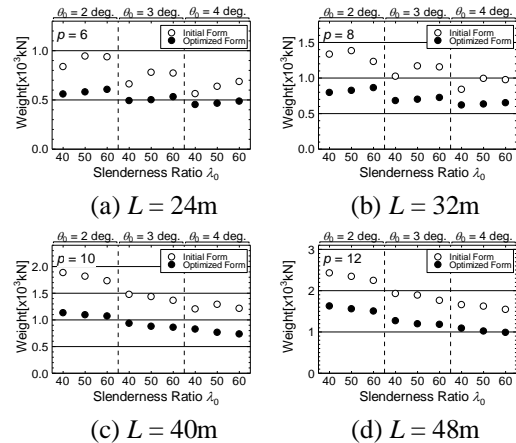 θ₀ = 2 deg. θ₀ = 3 deg. θ₀ = 4 deg.
p = 6
Initial Form
Optimized Form
Weight[x10³kN]
1.0
0.5
0.0
40 50 60 40 50 60 40 50 60
Slenderness Ratio λ₀
(a) L = 24m
θ₀ = 2 deg. θ₀ = 3 deg. θ₀ = 4 deg.
p = 8
Initial Form
Optimized Form
Weight[x10³kN]
1.5
1.0
0.5
0.0
40 50 60 40 50 60 40 50 60
Slenderness Ratio λ₀
(b) L = 32m
θ₀ = 2 deg. θ₀ = 3 deg. θ₀ = 4 deg.
p = 10
Initial Form
Optimized Form
Weight[x10³kN]
2.0
1.5
1.0
0.5
0.0
40 50 60 40 50 60 40 50 60
Slenderness Ratio λ₀
(c) L = 40m
θ₀ = 2 deg. θ₀ = 3 deg. θ₀ = 4 deg.
p = 12
Initial Form
Optimized Form
Weight[x10³kN]
3
2
1
0
40 50 60 40 50 60 40 50 60
Slenderness Ratio λ₀
(d) L = 48m